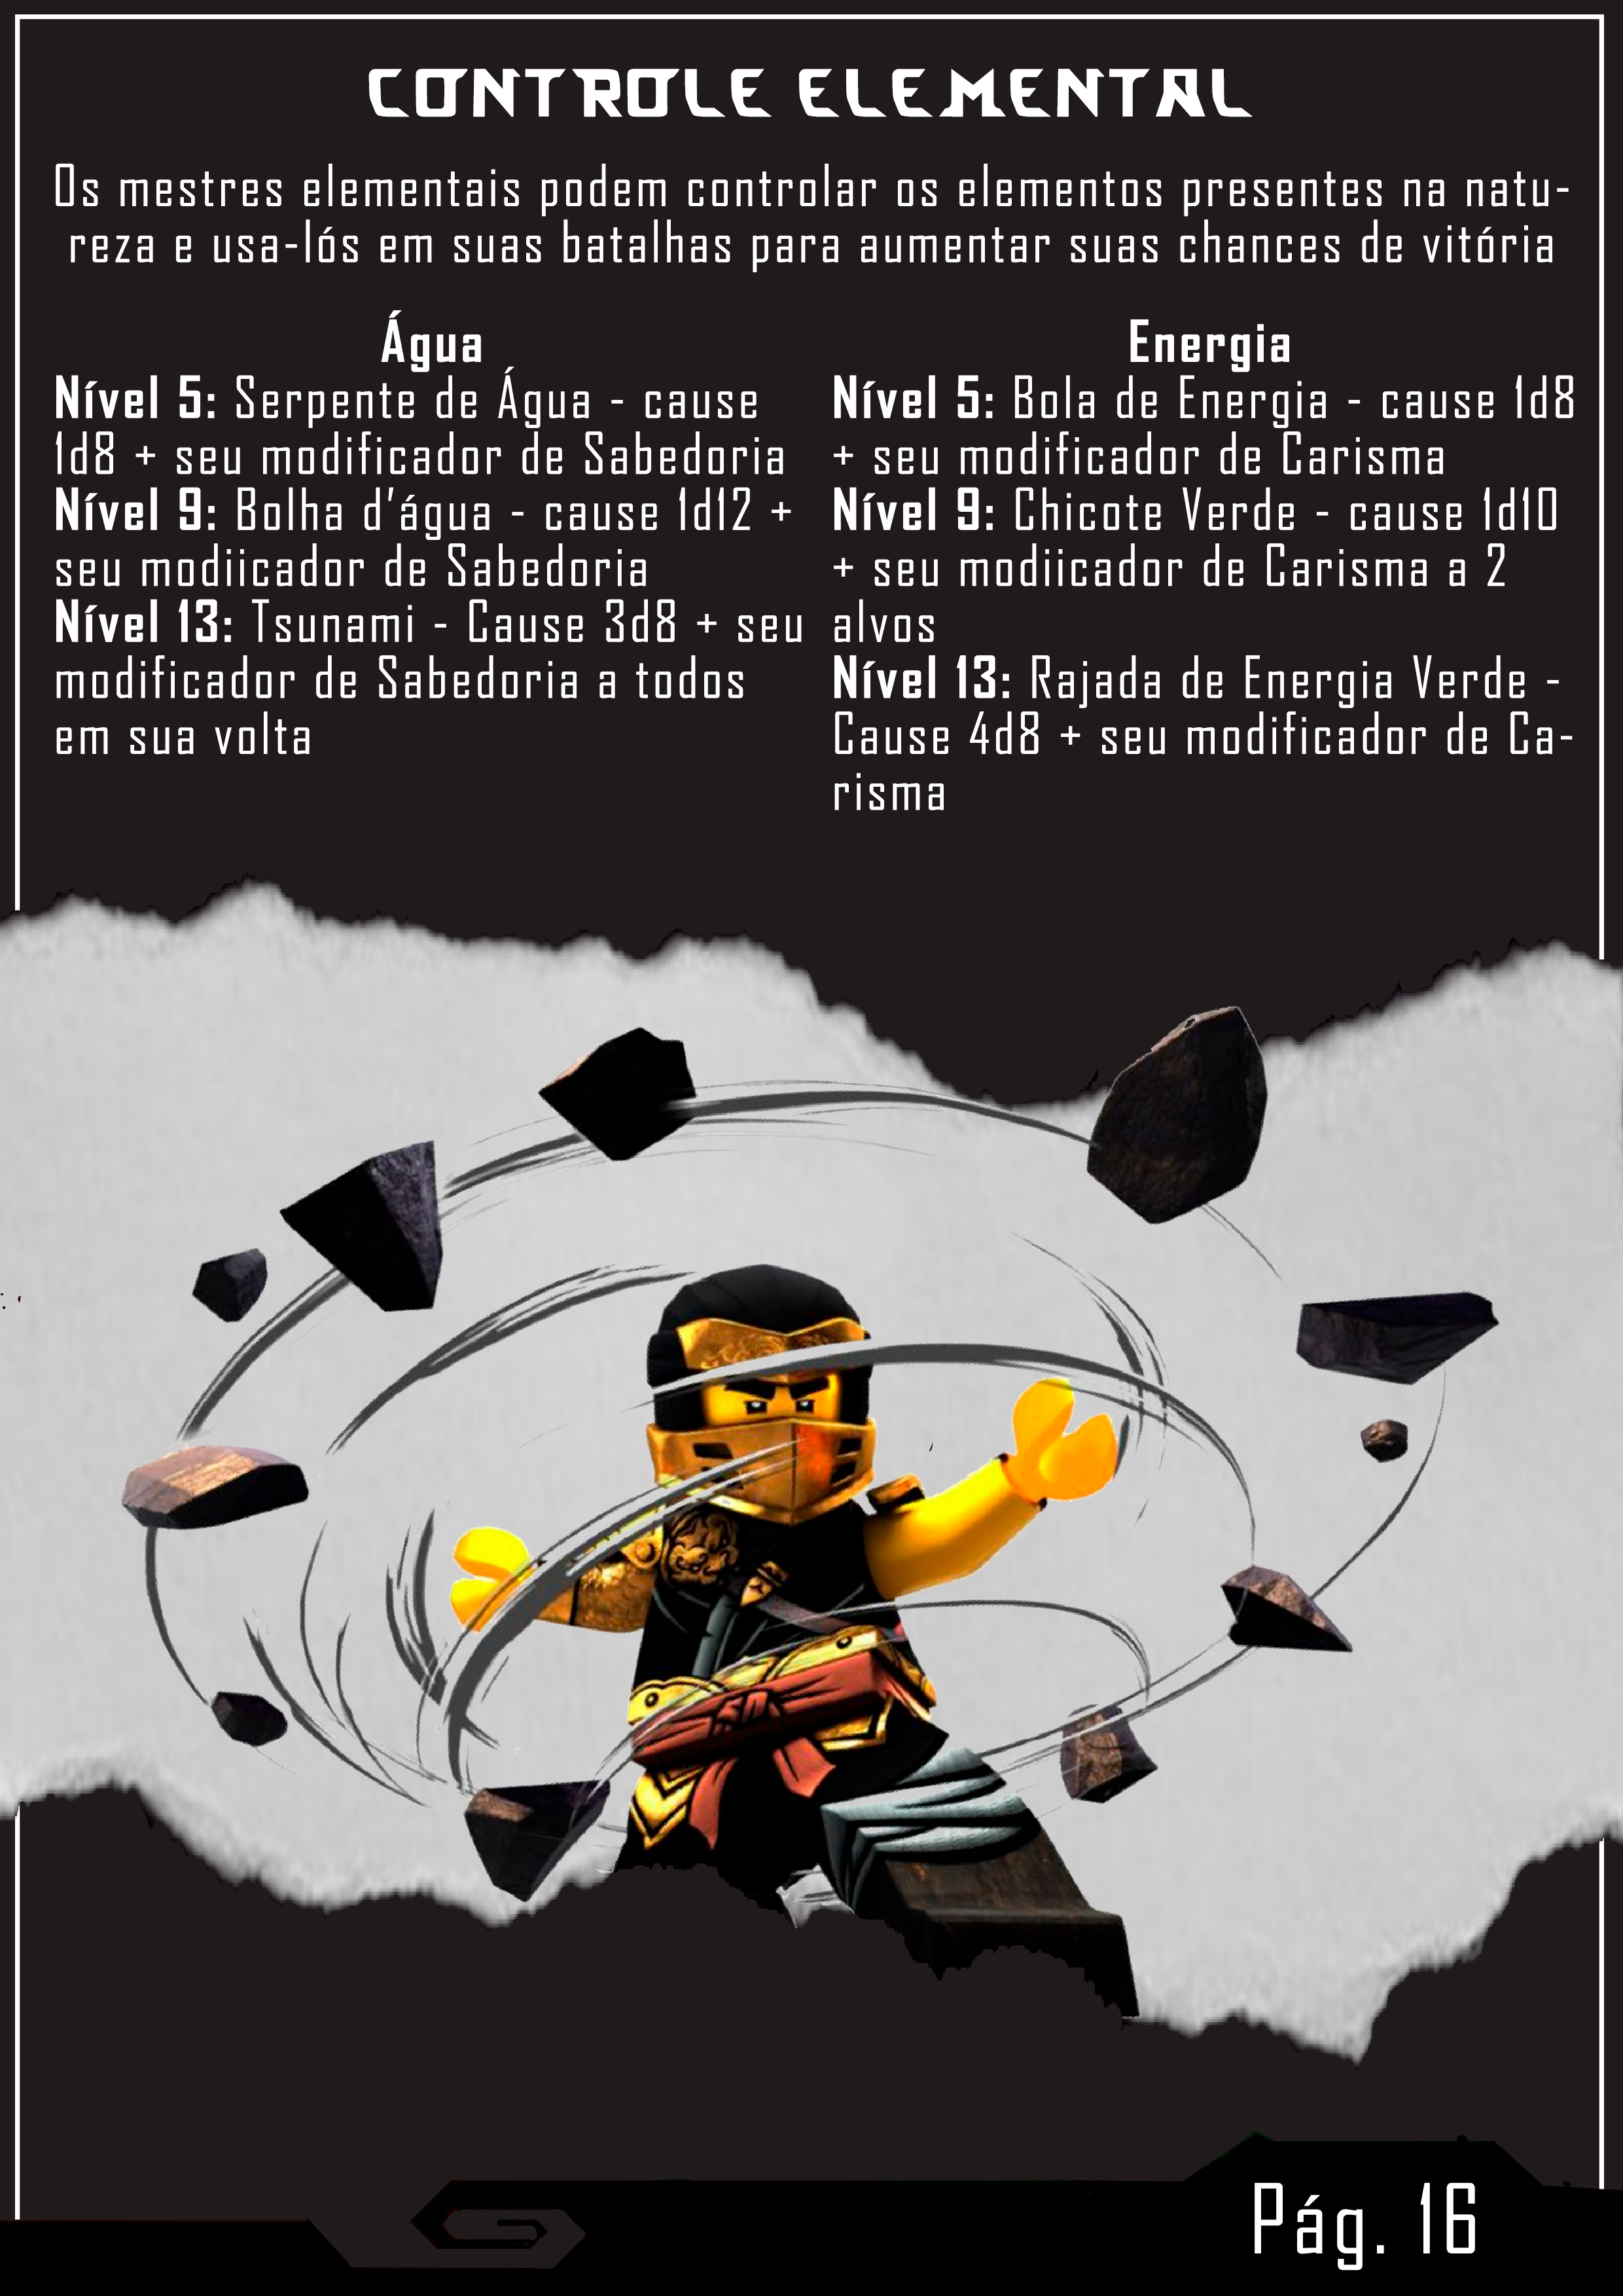 CONTROLE ELEMENTAL
Os mestres elementais podem controlar os elementos presentes na natu-
reza e usa-lós em suas batalhas para aumentar suas chances de vitória
Água
Nível 5: Serpente de Água - cause
1d8 + seu modificador de Sabedoria
Nível 9: Bolha d'água - cause 1d12 +
seu modiicador de Sabedoria
Nível 13: Tsunami - Cause 3d8 + seu
modificador de Sabedoria a todos
em sua volta
Energia
Nível 5: Bola de Energia - cause 1d8
+ seu modificador de Carisma
Nível 9: Chicote Verde - cause 1d10
+ seu modiicador de Carisma a 2
alvos
Nível 13: Rajada de Energia Verde -
Cause 4d8 + seu modificador de Ca-
risma
Pág. 16